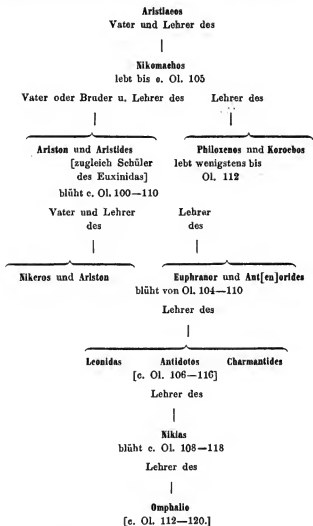 Aristiaeos
Vater und Lehrer des
Nikomachos
lebt bis c. Ol. 105
Vater oder Bruder u. Lehrer des Lehrer des
Ariston und Aristides Philoxenos und Korochos
[zugleich Schüler lebt wenigstens bis
des Euxinidas] Ol. 112
blüht c. Ol. 100—110
Vater und Lehrer Lehrer
des des
Nikeros und Ariston Euphranor und Ant[en]orides
blüht von Ol. 104—110
Lehrer des
Leonidas Antidotos Charmantides
[c. Ol. 106—116]
Lehrer des
Nikias
blüht c. Ol. 108—118
Lehrer des
Omphalio
[c. Ol. 112—120.]